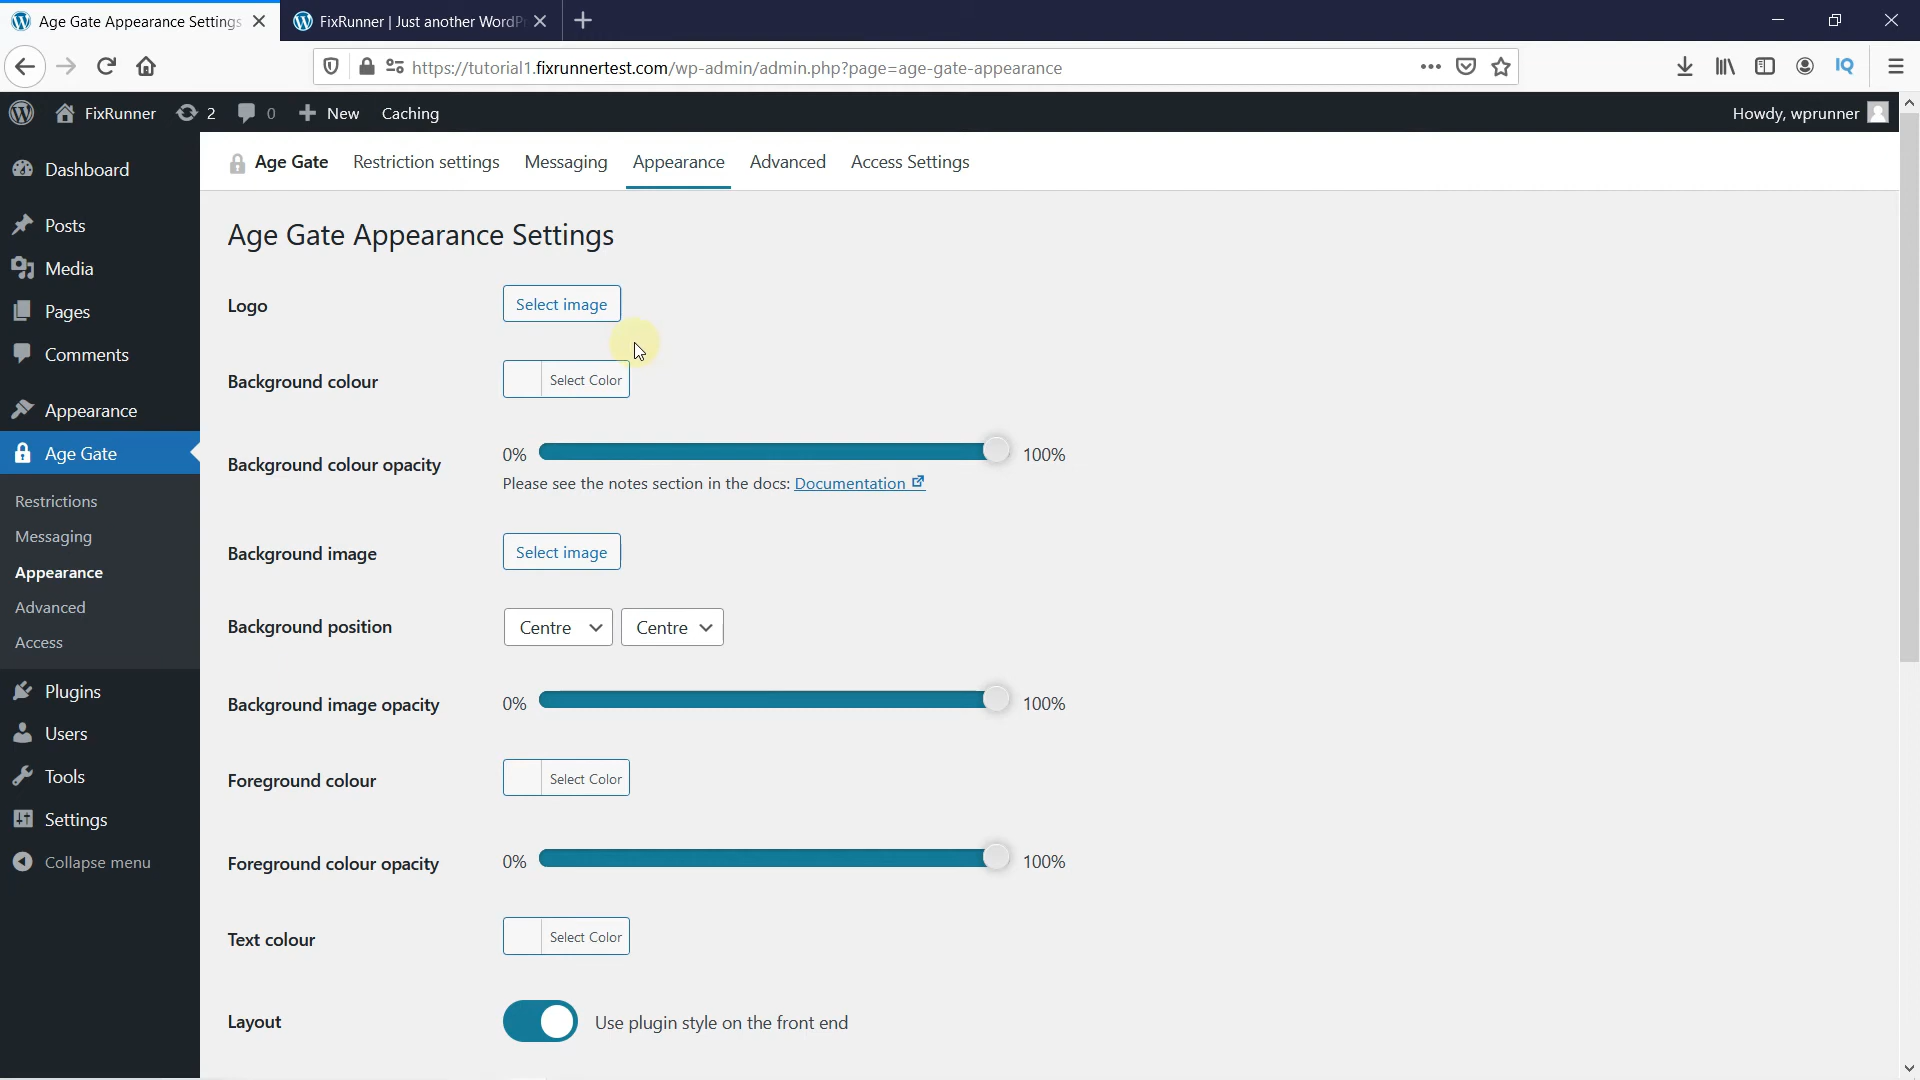 Age Gate Appearance Settings
FixRunner | Just another WordPr
https://tutorial1.fixrunnertest.com/wp-admin/admin.php?page=age-gate-appearance
IQ
FixRunner 2 0 New Caching Howdy, wprunner
Age Gate Restriction settings Messaging Appearance Advanced Access Settings
Dashboard
Posts
Media
Pages
Comments
Appearance
Age Gate
Restrictions
Messaging
Appearance
Advanced
Access
Plugins
Users
Tools
Settings
Collapse menu
Age Gate Appearance Settings
Logo Select image
Background colour Select Color
Background colour opacity 0% 100%
Please see the notes section in the docs: Documentation
Background image Select image
Background position Centre Centre
Background image opacity 0% 100%
Foreground colour Select Color
Foreground colour opacity 0% 100%
Text colour Select Color
Layout Use plugin style on the front end